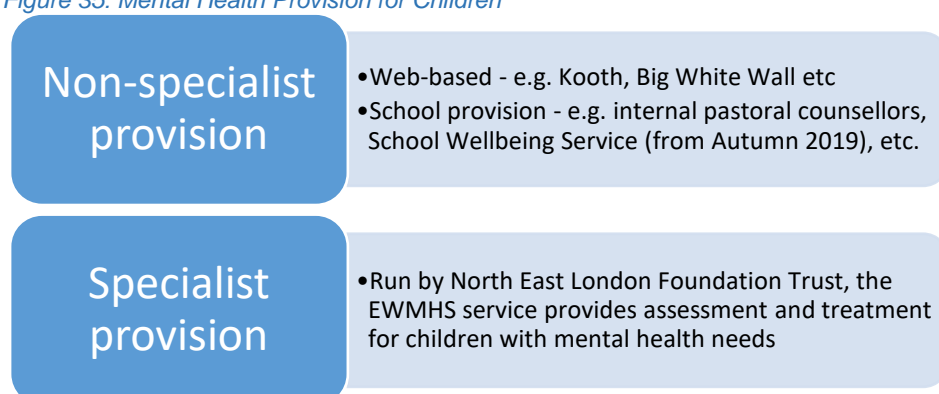 Figure 35: Mental Health Provision for Children
Non-specialist
provision
•Web-based - e.g. Kooth, Big White Wall etc
•School provision - e.g. internal pastoral counsellors,
School Wellbeing Service (from Autumn 2019), etc.
Specialist
provision
•Run by North East London Foundation Trust, the
EWMHS service provides assessment and treatment
for children with mental health needs